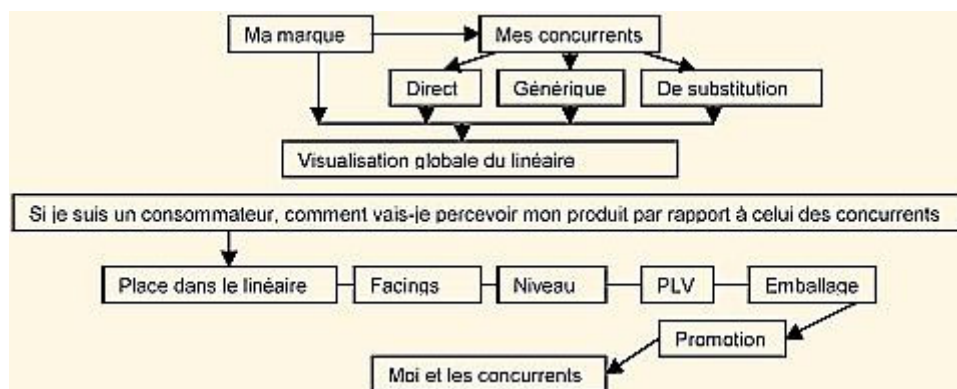 Ma marque
Mes concurrents
Direct
Générique
De substitution
Visualisation globale du linéaire
Si je suis un consommateur, comment vais-je percevoir mon produit par rapport à celui des concurrents
Place dans le linéaire
Facings
Niveau
PLV
Emballage
Promotion
Moi et les concurrents